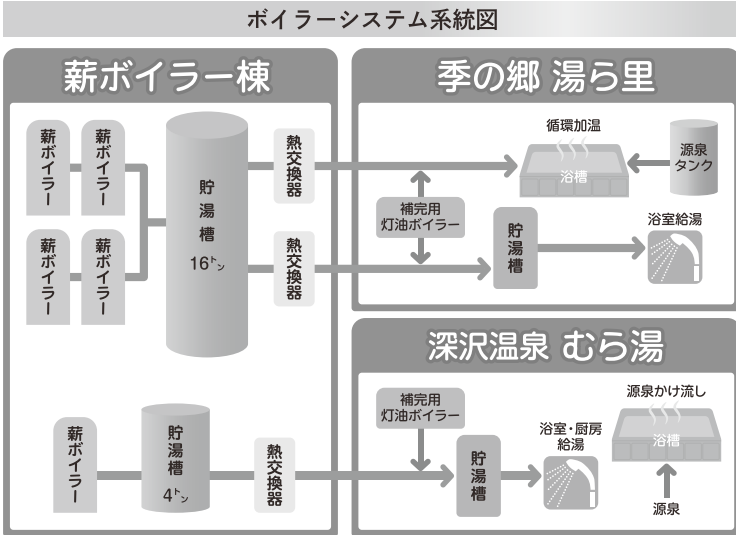 ボイラーシステム系統図
薪ボイラー棟
薪ボイラー
薪ボイラー
薪ボイラー
薪ボイラー
貯湯槽
16トン
熱交換器
熱交換器
薪ボイラー
貯湯槽
4トン
熱交換器
季の郷 湯ら里
循環加温
浴槽
源泉
タンク
補完用
灯油ボイラー
貯湯槽
浴室給湯
深沢温泉 むら湯
補完用
灯油ボイラー
貯湯槽
浴室・厨房
給湯
源泉かけ流し
浴槽
源泉